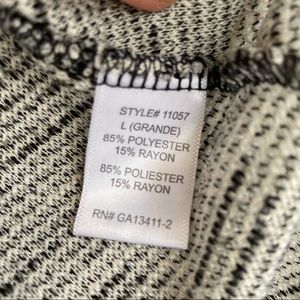 STYLE# 11057
L (GRANDE)
85% POLYESTER
15% RAYON
85% POLIESTER
15% RAYON
RN# GA13411-2